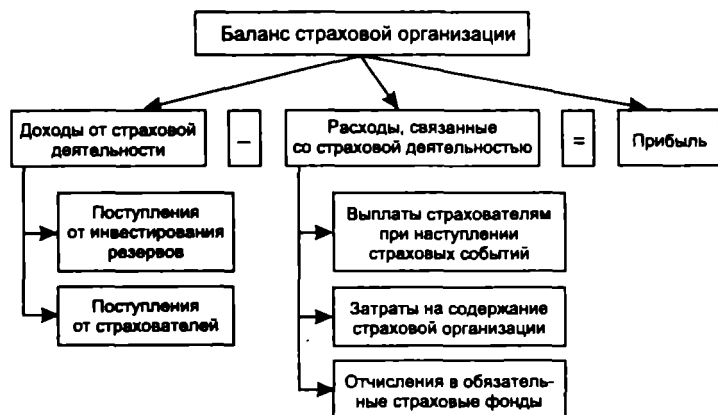 Баланс страховой организации
Доходы от страховой
деятельности
–
Расходы, связанные
со страховой деятельностью
=
Прибыль
Поступления
от инвестирования
резервов
Поступления
от страхователей
Выплаты страхователям
при наступлении
страховых событий
Затраты на содержание
страховой организации
Отчисления в обязатель-
ные страховые фонды